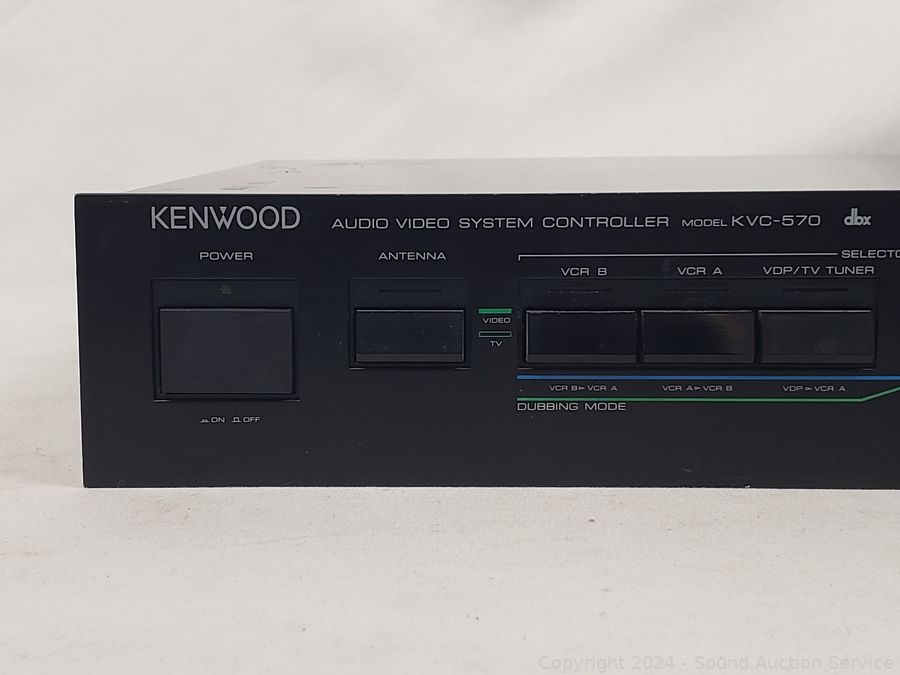 KENWOOD AUDIO VIDEO SYSTEM CONTROLLER MODEL KVC-570 dbx
POWER ANTENNA SELECTO
VCR B VCR A VDP/TV TUNER
VIDEO
TV
VCR B▶VCR A VCR A▶VCR B VDP▶VCR A
DUBBING MODE
ON OFF
Copyright 2024 - Sound Auction Service